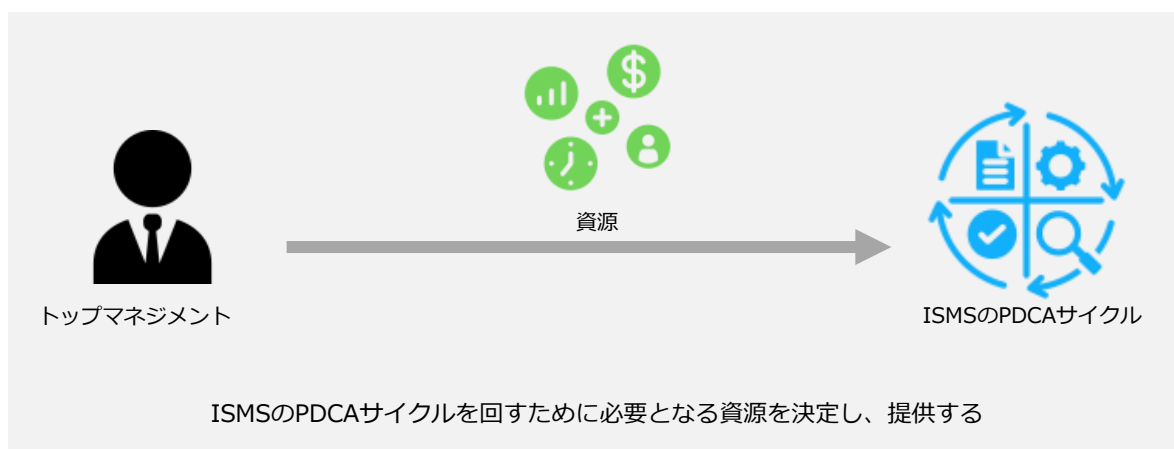 資源
トップマネジメント
ISMSのPDCAサイクル
ISMSのPDCAサイクルを回すために必要となる資源を決定し、提供する